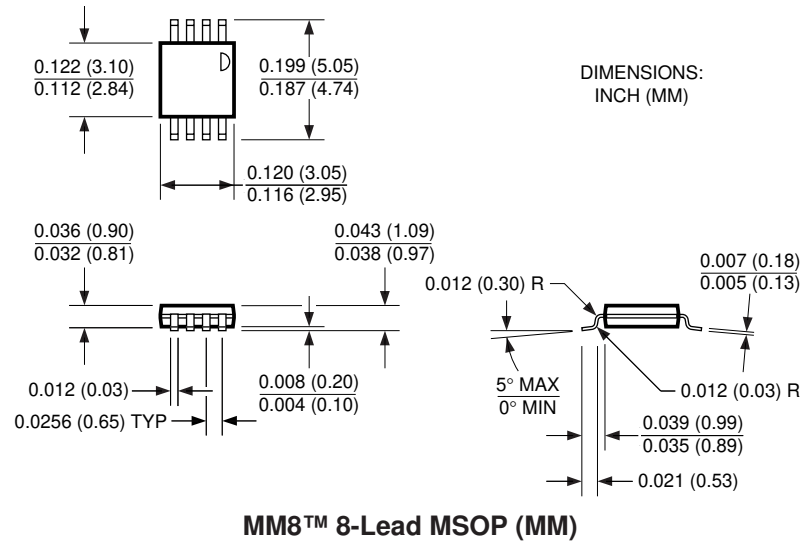 0.122 (3.10)
0.112 (2.84)
0.199 (5.05)
0.187 (4.74)
DIMENSIONS:
INCH (MM)
0.120 (3.05)
0.116 (2.95)
0.036 (0.90)
0.032 (0.81)
0.043 (1.09)
0.038 (0.97)
0.007 (0.18)
0.005 (0.13)
0.012 (0.30) R
0.012 (0.03)
0.008 (0.20)
0.004 (0.10)
5° MAX
0° MIN
0.012 (0.03) R
0.0256 (0.65) TYP
0.039 (0.99)
0.035 (0.89)
0.021 (0.53)
MM8™ 8-Lead MSOP (MM)